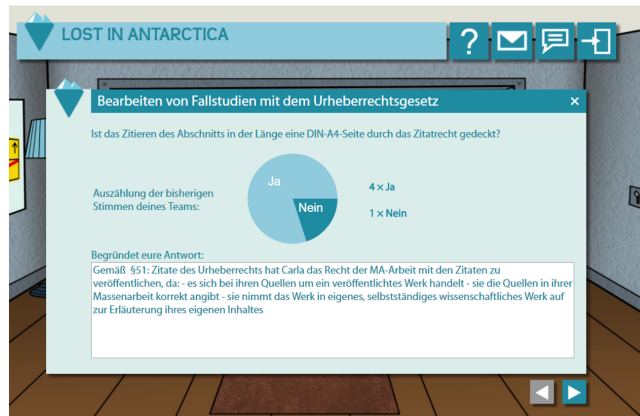 LOST IN ANTARCTICA
?
Bearbeiten von Fallstudien mit dem Urheberrechtsgesetz ×
Ist das Zitieren des Abschnitts in der Länge eine DIN-A4-Seite durch das Zitatrecht gedeckt?
Auszählung der bisherigen
Stimmen deines Teams:
Ja
Nein
4 × Ja
1 × Nein
Begründet eure Antwort:
Gemäß §51: Zitate des Urheberrechts hat Carla das Recht der MA-Arbeit mit den Zitaten zu
veröffentlichen, da: - es sich bei ihren Quellen um ein veröffentlichtes Werk handelt - sie die Quellen in ihrer
Massenarbeit korrekt angibt - sie nimmt das Werk in eigenes, selbstständiges wissenschaftliches Werk auf
zur Erläuterung ihres eigenen Inhaltes